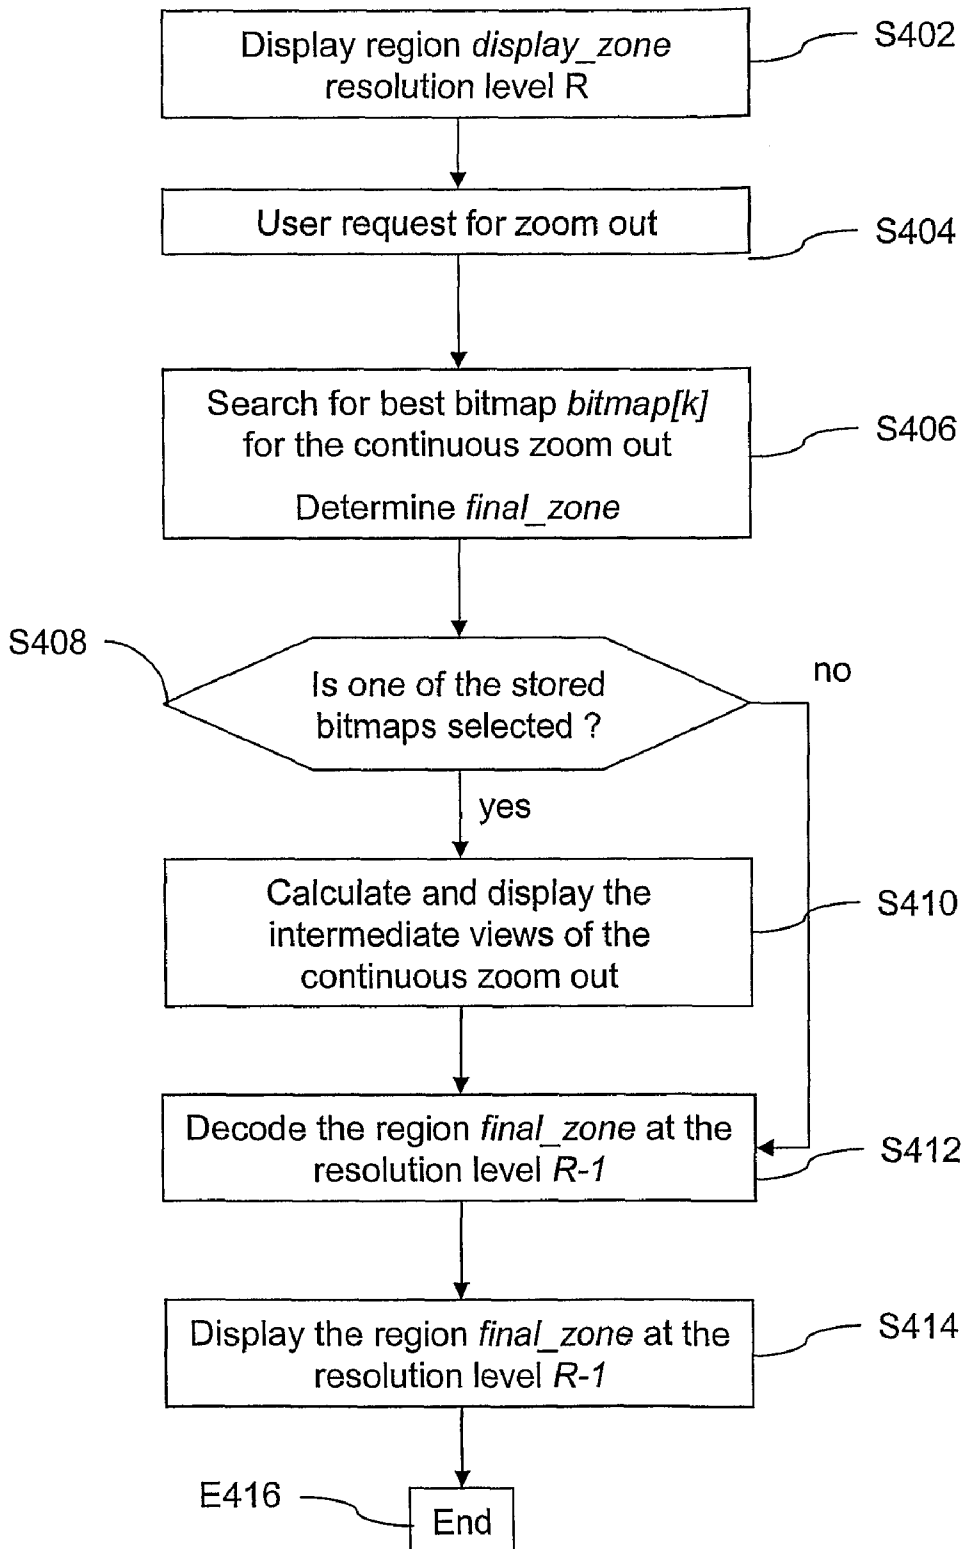 Display region display_zone
resolution level R
S402
User request for zoom out
S404
Search for best bitmap bitmap[k]
for the continuous zoom out
Determine final_zone
S406
S408
Is one of the stored
bitmaps selected ?
no
yes
Calculate and display the
intermediate views of the
continuous zoom out
S410
Decode the region final_zone at the
resolution level R-1
S412
Display the region final_zone at the
resolution level R-1
S414
E416
End